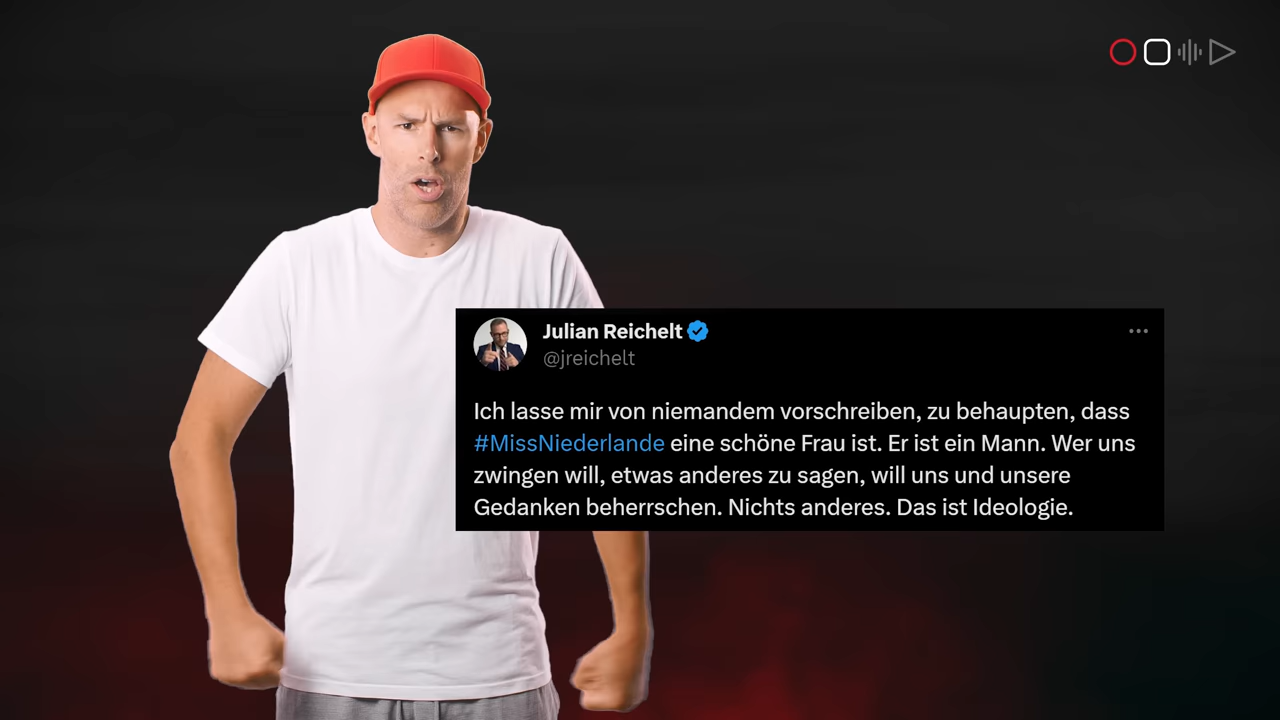 Julian Reichelt
@jreichelt
Ich lasse mir von niemandem vorschreiben, zu behaupten, dass
#MissNiederlande eine schöne Frau ist. Er ist ein Mann. Wer uns
zwingen will, etwas anderes zu sagen, will uns und unsere
Gedanken beherrschen. Nichts anderes. Das ist Ideologie.